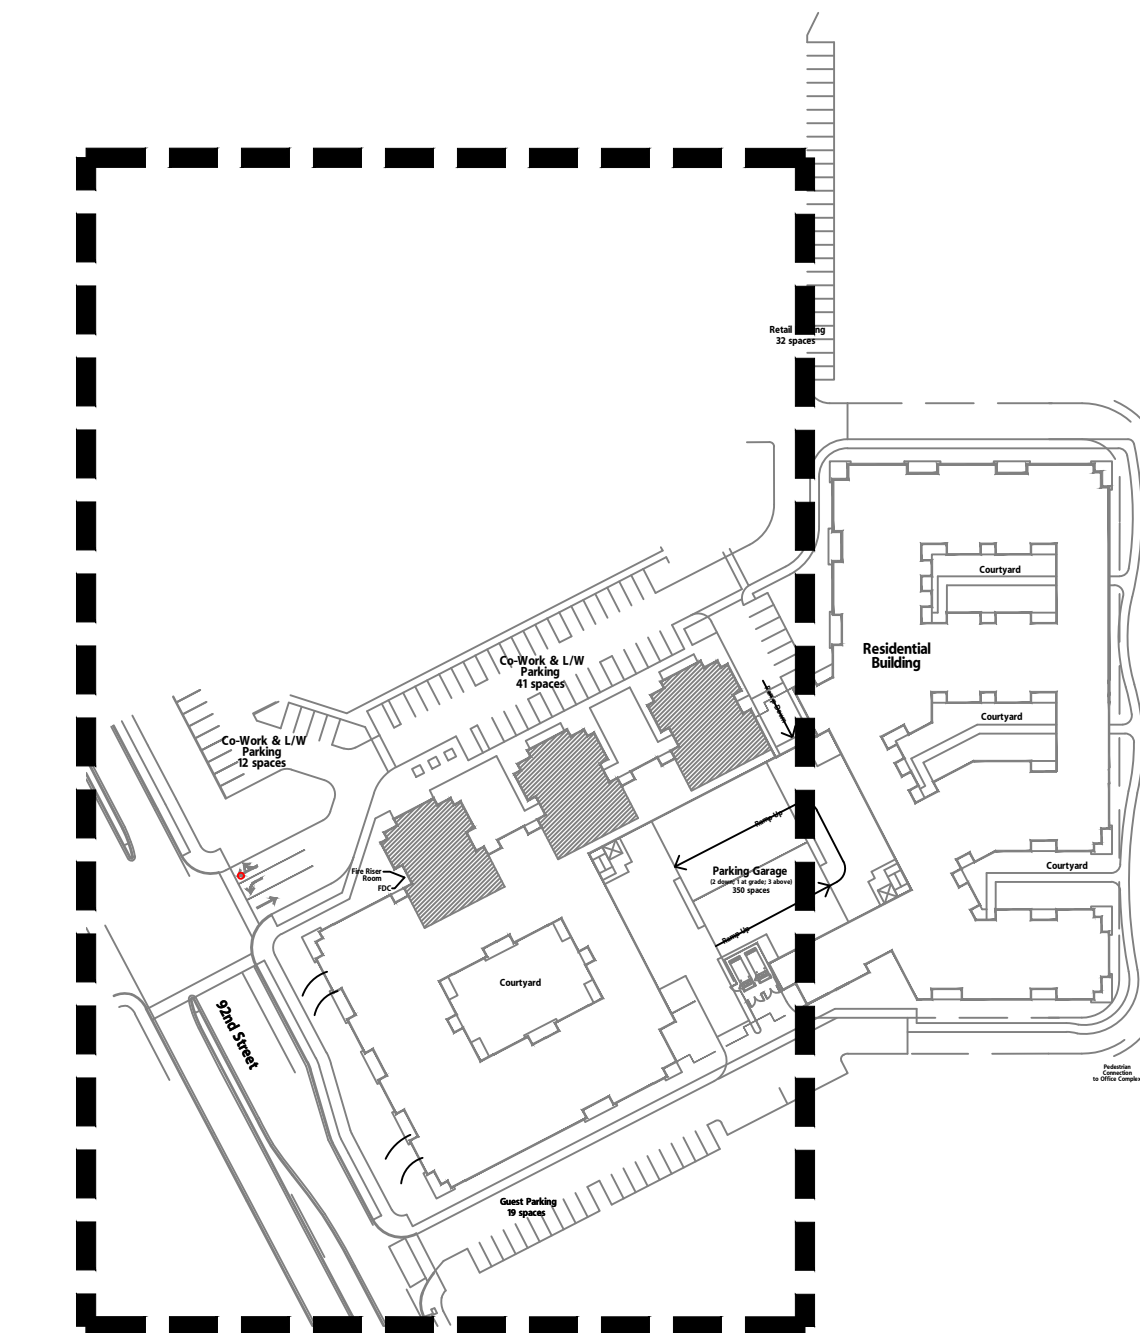 Retail
32 spaces
Courtyard
Residential
Building
Co-Work & L/W
Parking
41 spaces
Ramp Down
Courtyard
Co-Work & L/W
Parking
12 spaces
Ramp Up
Fire Riser
Room
FDC
Parking Garage
(2 down; 1 at grade; 3 above)
350 spaces
Courtyard
Ramp Up
Courtyard
92nd Street
Pedestrian
Connection
to Office Complex
Guest Parking
19 spaces